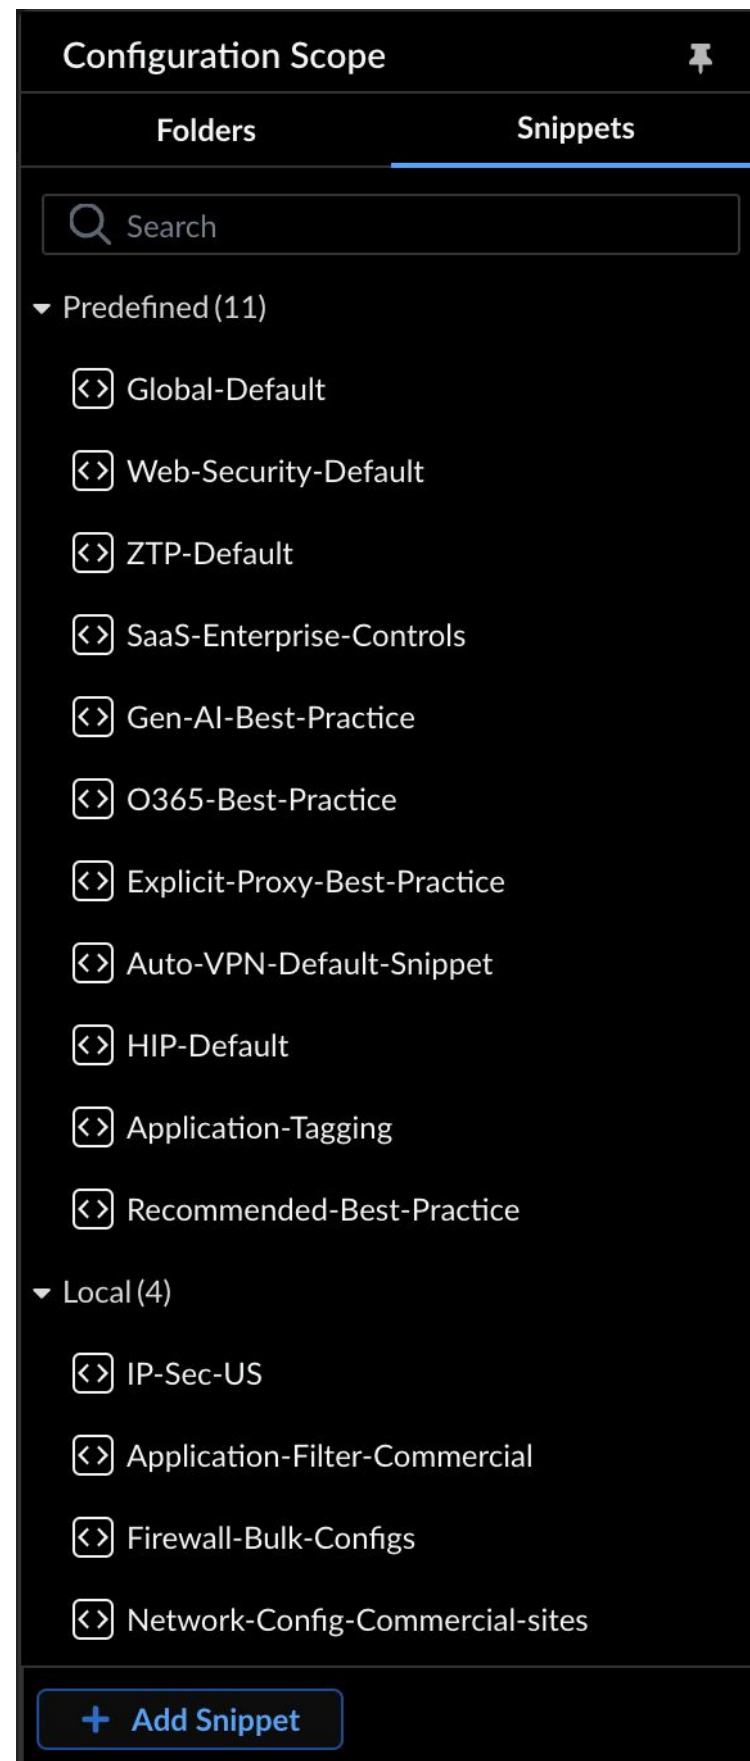 Configuration Scope
Folders
Snippets
Search
Predefined (11)
Global-Default
Web-Security-Default
ZTP-Default
SaaS-Enterprise-Controls
Gen-AI-Best-Practice
O365-Best-Practice
Explicit-Proxy-Best-Practice
Auto-VPN-Default-Snippet
HIP-Default
Application-Tagging
Recommended-Best-Practice
Local (4)
IP-Sec-US
Application-Filter-Commercial
Firewall-Bulk-Configs
Network-Config-Commercial-sites
+ Add Snippet